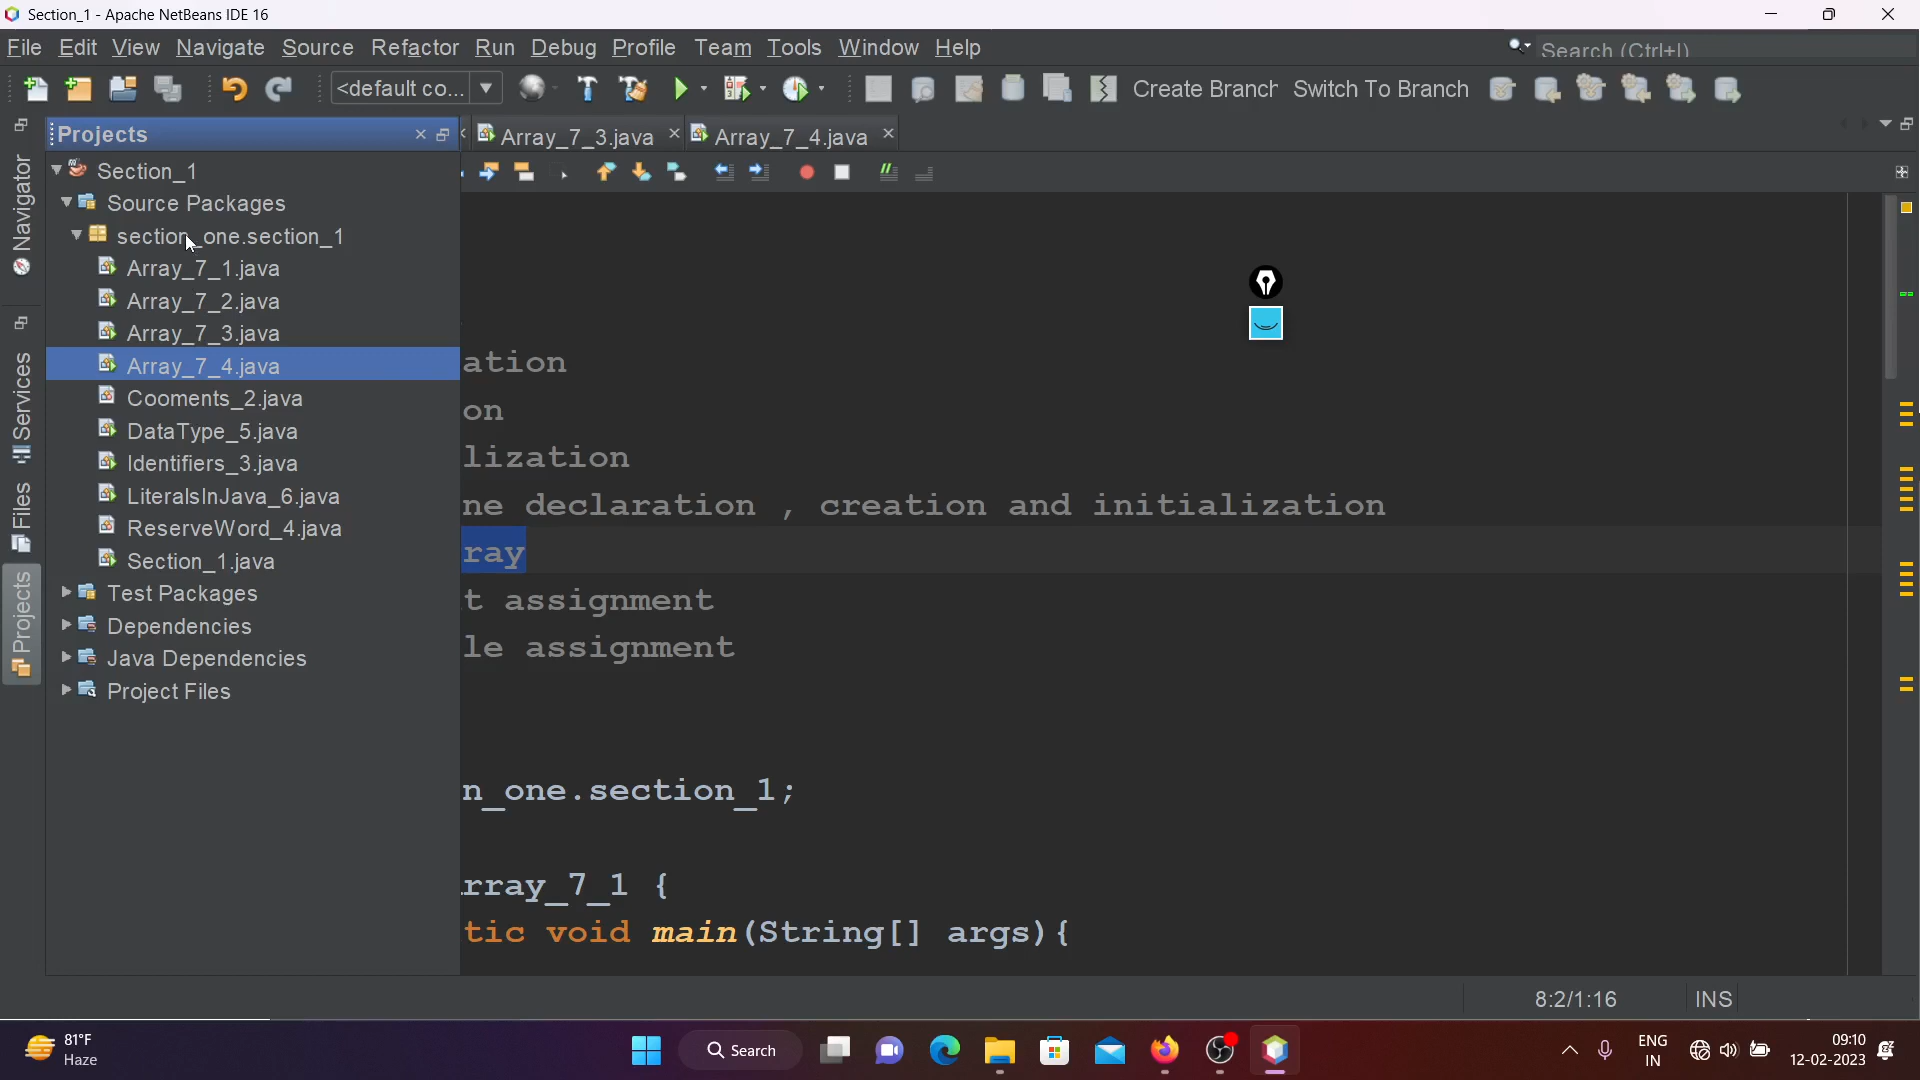 Section_1 - Apache NetBeans IDE 16
File Edit View Navigate Source Refactor Run Debug Profile Team Tools Window Help
Search (Ctrl+I)
<default co...
Create Branch Switch To Branch
Projects
Array_7_3.java
Array_7_4.java
Navigator
Services
Files
Projects
Section_1
Source Packages
section_one.section_1
Array_7_1.java
Array_7_2.java
Array_7_3.java
Array_7_4.java
Cooments_2.java
DataType_5.java
Identifiers_3.java
LiteralsInJava_6.java
ReserveWord_4.java
Section_1.java
Test Packages
Dependencies
Java Dependencies
Project Files
ation
on
lization
ne declaration , creation and initialization
ray
t assignment
le assignment
n_one.section_1;
rray_7_1 {
tic void main(String[] args){
8:2/1:16 INS
81°F
Haze
Search
ENG
IN
09:10
12-02-2023